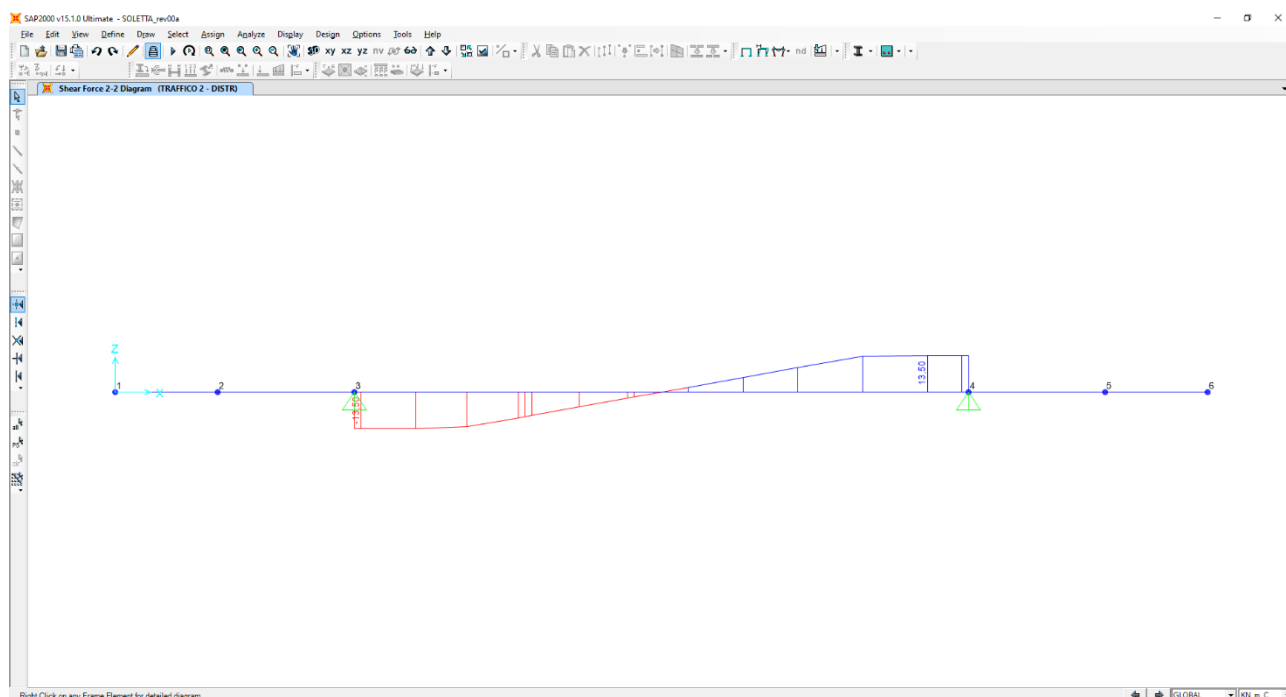 SAP2000 v15.1.0 Ultimate - SOLETTA_rev00a
File Edit View Define Draw Select Assign Analyze Display Design Options Tools Help
xy xz yz nv nd
Shear Force 2-2 Diagram (TRAFFICO 2 - DISTR)
Z
X
1 2 3 4 5 6
-13.50
13.50
Right Click on any Frame Element for detailed diagram
GLOBAL KN, m, C